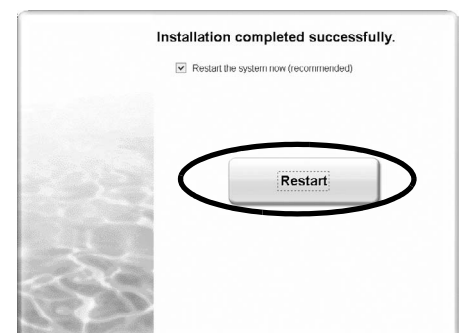 Installation completed successfully.
Restart the system now (recommended)
Restart